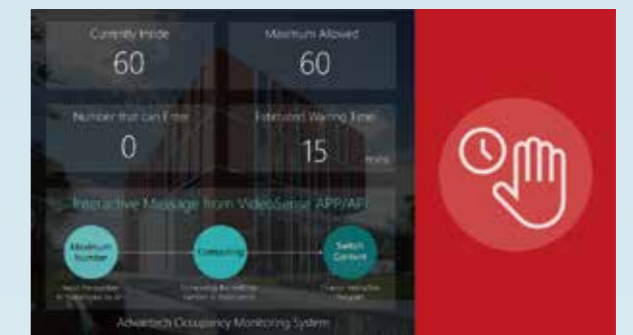 Currently Inside
Maximum Allowed
60
60
Number that can Enter
Estimated Waiting Time
0
15
Interactive Message from VideoSense APP/API
Maximum
Number
Computing
Switch
Content
Advantech Occupancy Monitoring System